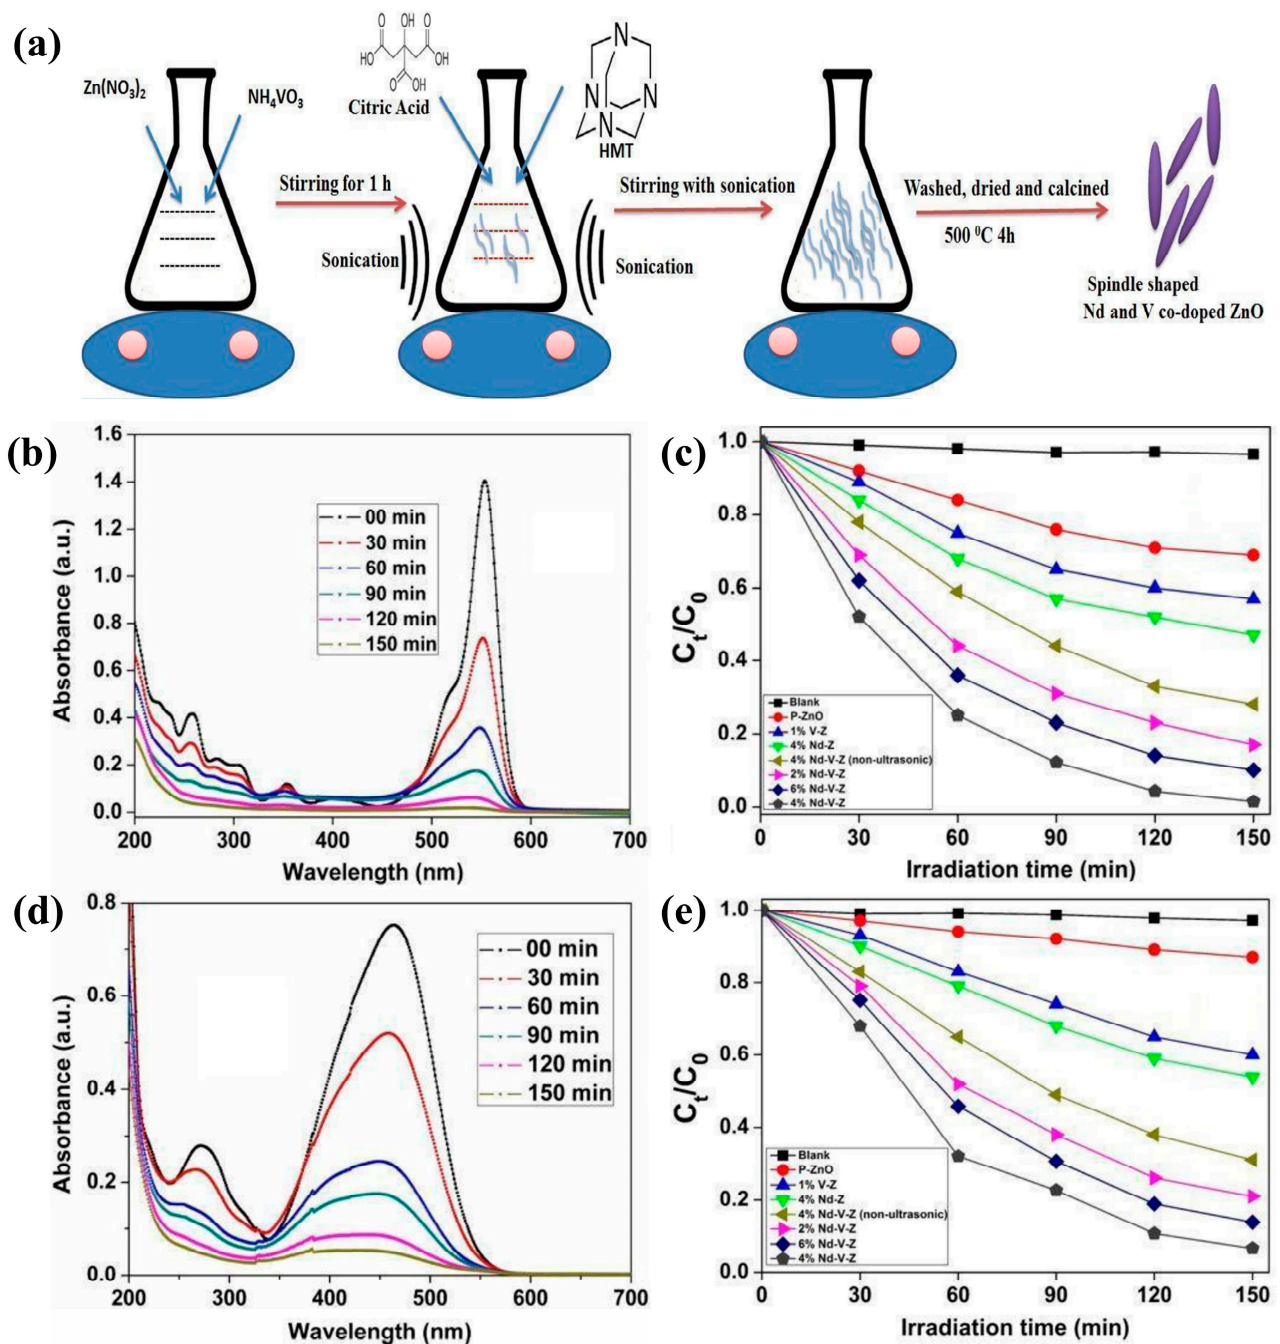 (a)
Zn(NO3)2
NH4VO3
O
OH
O
HO
OH
O
OH
Citric Acid
N
N
N
N
HMT
Stirring for 1 h
Sonication
Stirring with sonication
Sonication
Washed, dried and calcined
500 ⁰C 4h
Spindle shaped
Nd and V co-doped ZnO
(b)
Absorbance (a.u.)
1.6
1.4
1.2
1.0
0.8
0.6
0.4
0.2
0.0
00 min
30 min
60 min
90 min
120 min
150 min
200
300
400
500
600
700
Wavelength (nm)
(c)
Ct/C0
1.0
0.8
0.6
0.4
0.2
0.0
Blank
P-ZnO
1% V-Z
4% Nd-Z
4% Nd-V-Z (non-ultrasonic)
2% Nd-V-Z
6% Nd-V-Z
4% Nd-V-Z
0
30
60
90
120
150
Irradiation time (min)
(d)
Absorbance (a.u.)
0.8
0.6
0.4
0.2
0.0
00 min
30 min
60 min
90 min
120 min
150 min
200
300
400
500
600
700
Wavelength (nm)
(e)
Ct/C0
1.0
0.8
0.6
0.4
0.2
0.0
Blank
P-ZnO
1% V-Z
4% Nd-Z
4% Nd-V-Z (non-ultrasonic)
2% Nd-V-Z
6% Nd-V-Z
4% Nd-V-Z
0
30
60
90
120
150
Irradiation time (min)